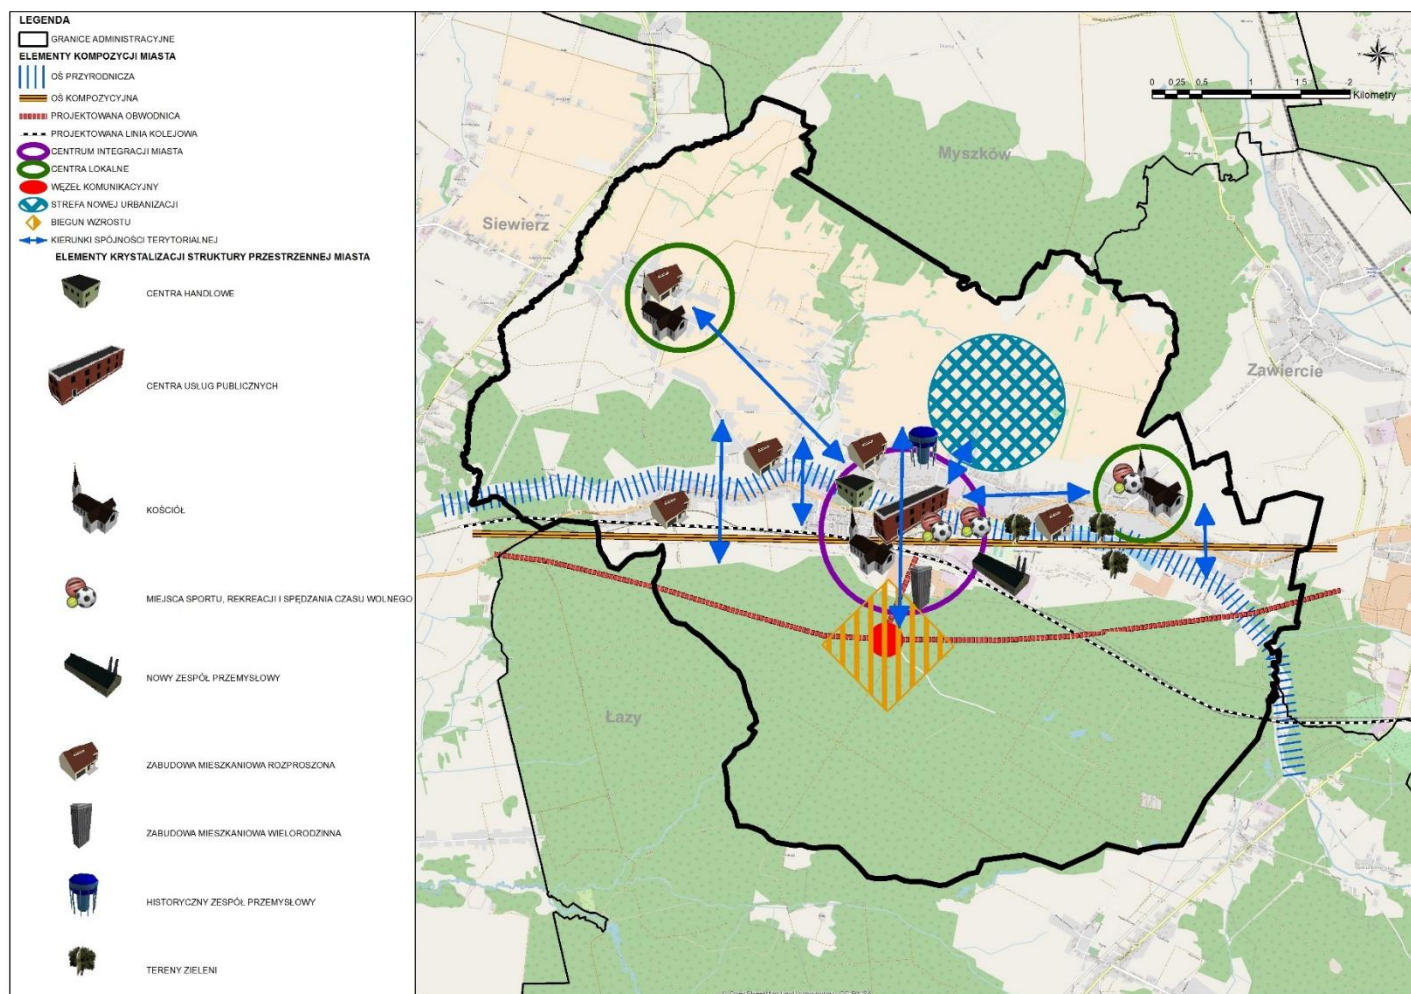 LEGENDA
GRANICE ADMINISTRACYJNE
ELEMENTY KOMPOZYCJI MIASTA
OŚ PRZYRODNICZA
OŚ KOMPOZYCYJNA
PROJEKTOWANA OBWODNICA
PROJEKTOWANA LINIA KOLEJOWA
CENTRUM INTEGRACJI MIASTA
CENTRA LOKALNE
WĘZEŁ KOMUNIKACYJNY
STREFA NOWEJ URBANIZACJI
BIEGUN WZROSTU
KIERUNKI SPÓJNOŚCI TERYTORIALNEJ
ELEMENTY KRYSTALIZACJI STRUKTURY PRZESTRZENNEJ MIASTA
CENTRA HANDLOWE
CENTRA USŁUG PUBLICZNYCH
KOŚCIÓŁ
MIEJSCA SPORTU, REKREACJI I SPĘDZANIA CZASU WOLNEGO
NOWY ZESPÓŁ PRZEMYSŁOWY
ZABUDOWA MIESZKANIOWA ROZPROSZONA
ZABUDOWA MIESZKANIOWA WIELORODZINNA
HISTORYCZNY ZESPÓŁ PRZEMYSŁOWY
TERENY ZIELENI
0 0,25 0,5 1 1,5 2
Kilometry
Myszków
Siewierz
Zawiercie
Łazy